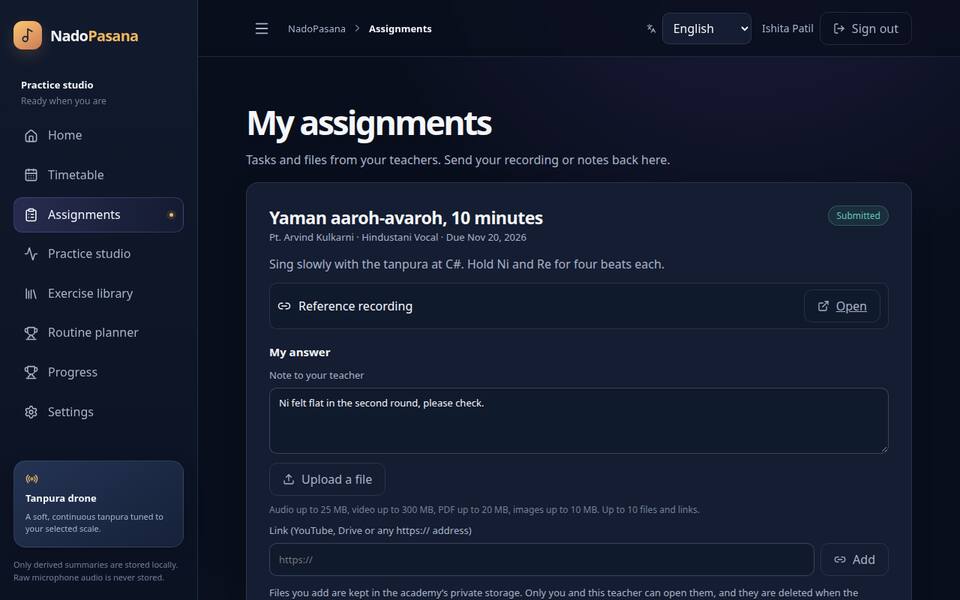 NadoPasana
Practice studio
Ready when you are
Home
Timetable
Assignments
Practice studio
Exercise library
Routine planner
Progress
Settings
Tanpura drone
A soft, continuous tanpura tuned to
your selected scale.
Only derived summaries are stored locally.
Raw microphone audio is never stored.
NadoPasana > Assignments
English
Ishita Patil
Sign out
My assignments
Tasks and files from your teachers. Send your recording or notes back here.
Yaman aaroh-avaroh, 10 minutes
Submitted
Pt. Arvind Kulkarni · Hindustani Vocal · Due Nov 20, 2026
Sing slowly with the tanpura at C#. Hold Ni and Re for four beats each.
Reference recording
Open
My answer
Note to your teacher
Ni felt flat in the second round, please check.
Upload a file
Audio up to 25 MB, video up to 300 MB, PDF up to 20 MB, images up to 10 MB. Up to 10 files and links.
Link (YouTube, Drive or any https:// address)
https://
Add
Files you add are kept in the academy's private storage. Only you and this teacher can open them, and they are deleted when the